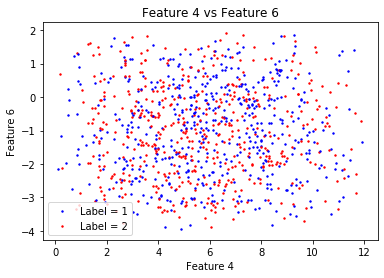 Feature 4 vs Feature 6
2
1
0
−1
−2
−3
−4
Feature 6
Label = 1
Label = 2
0 2 4 6 8 10 12
Feature 4